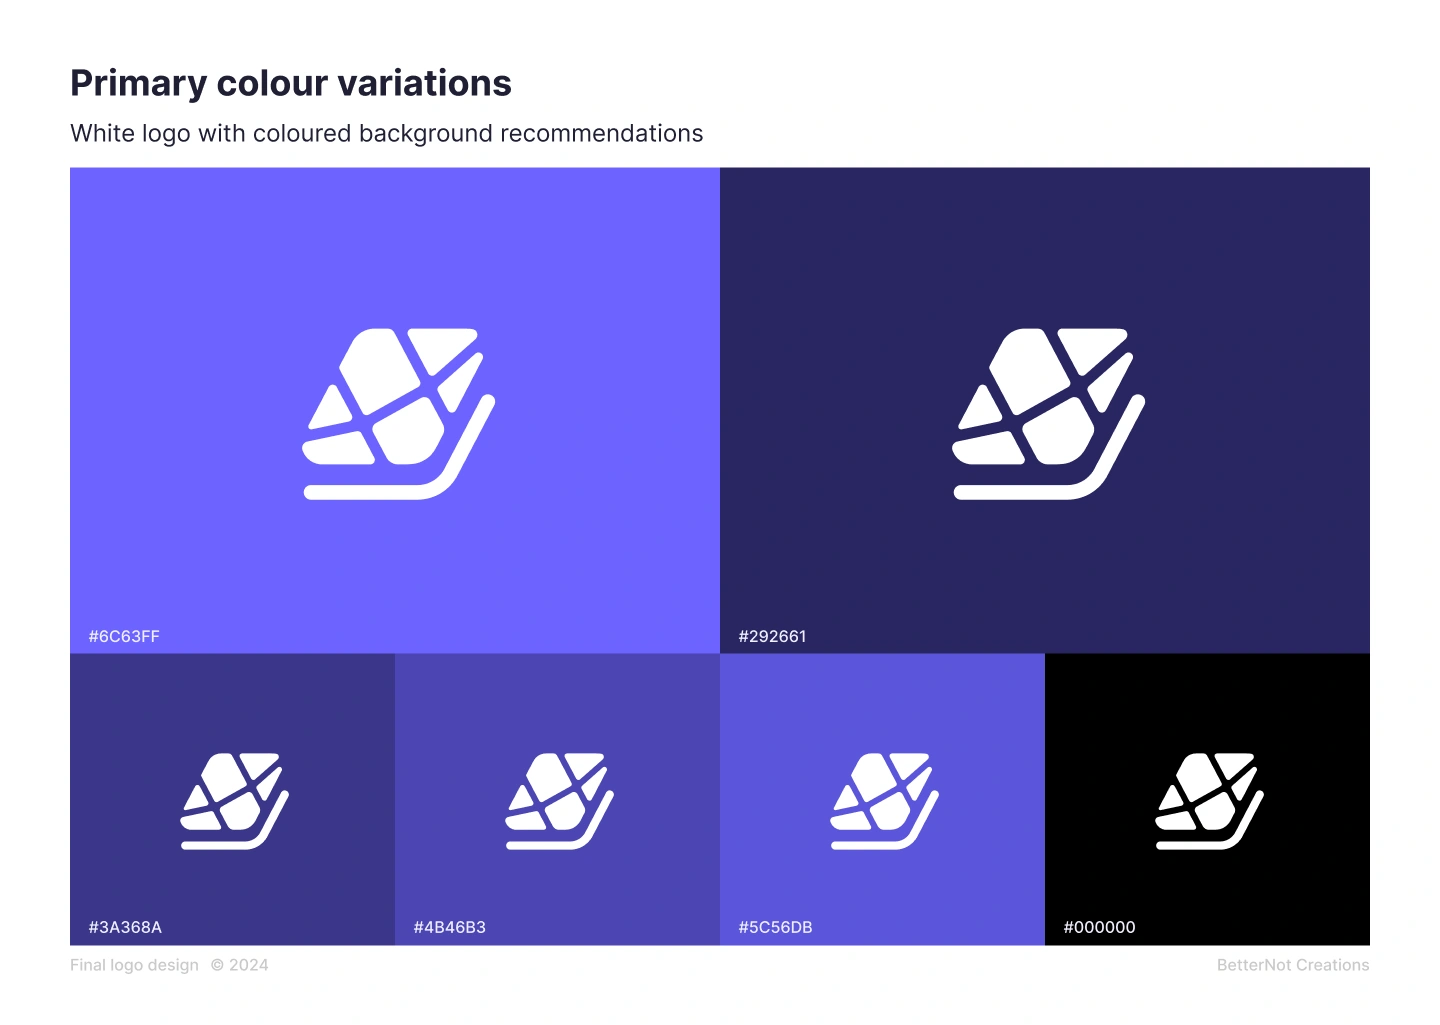 Primary colour variations
White logo with coloured background recommendations
#6C63FF
#292661
#3A368A
#4B46B3
#5C56DB
#000000
Final logo design © 2024
BetterNot Creations